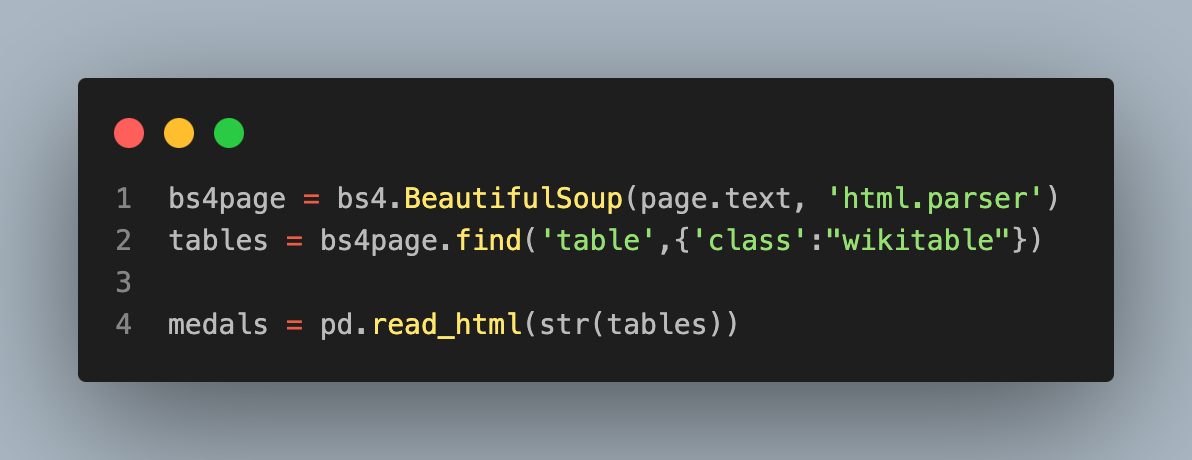 1 bs4page = bs4.BeautifulSoup(page.text, 'html.parser')
2 tables = bs4page.find('table',{'class':"wikitable"})
3
4 medals = pd.read_html(str(tables))